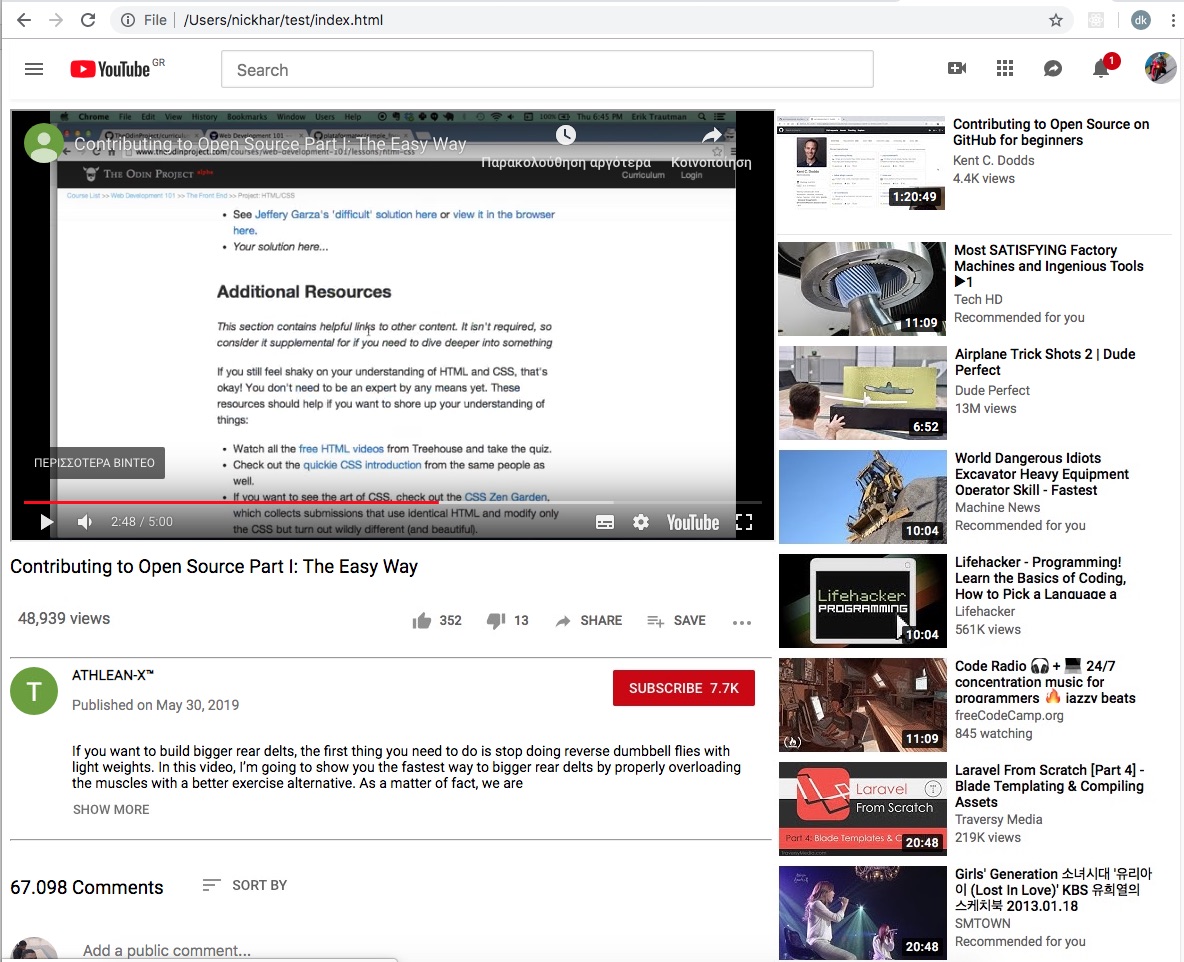 File /Users/nickhar/test/index.html
dk
YouTube GR
Search
1
Chrome File Edit View History Bookmarks Window Users Help
100% Thu 6:45 PM Erik Trautman
Web Development 101
Contributing to Open Source Part I: The Easy Way
Παρακολούθηση αργότερα
Κοινοποίηση
www.theodinproject.com/courses/web-development-101/lessons/html-css
THE ODIN PROJECT alpha
Curriculum
Login
Course List >> Web Development 101 >> The Front End >> Project: HTML/CSS
• See Jeffery Garza's 'difficult' solution here or view it in the browser
here.
• Your solution here...
Additional Resources
This section contains helpful links to other content. It isn't required, so
consider it supplemental for if you need to dive deeper into something
If you still feel shaky on your understanding of HTML and CSS, that's
okay! You don't need to be an expert by any means yet. These
resources should help if you want to shore up your understanding of
things:
• Watch all the free HTML videos from Treehouse and take the quiz.
• Check out the quickie CSS introduction from the same people as
well.
• If you want to see the art of CSS, check out the CSS Zen Garden,
which collects submissions that use identical HTML and modify only
the CSS but turn out wildly different (and beautiful).
ΠΕΡΙΣΣΟΤΕΡΑ ΒΙΝΤΕΟ
2:48 / 5:00
YouTube
Contributing to Open Source Part I: The Easy Way
48,939 views
352
13
SHARE
SAVE
T
ATHLEAN-X™
Published on May 30, 2019
SUBSCRIBE 7.7K
If you want to build bigger rear delts, the first thing you need to do is stop doing reverse dumbbell flies with
light weights. In this video, I'm going to show you the fastest way to bigger rear delts by properly overloading
the muscles with a better exercise alternative. As a matter of fact, we are
SHOW MORE
67.098 Comments
SORT BY
Add a public comment...
1:20:49
Contributing to Open Source on
GitHub for beginners
Kent C. Dodds
4.4K views
11:09
Most SATISFYING Factory
Machines and Ingenious Tools
▶1
Tech HD
Recommended for you
6:52
Airplane Trick Shots 2 | Dude
Perfect
Dude Perfect
13M views
10:04
World Dangerous Idiots
Excavator Heavy Equipment
Operator Skill - Fastest
Machine News
Recommended for you
Lifehacker
PROGRAMMING
10:04
Lifehacker - Programming!
Learn the Basics of Coding,
How to Pick a Language a
Lifehacker
561K views
11:09
Code Radio 🎧 + 💻 24/7
concentration music for
programmers 🔥 jazzy beats
freeCodeCamp.org
845 watching
Laravel
From Scratch
Part 4: Blade Templates & C
TraversyMedia.com
20:48
Laravel From Scratch [Part 4] -
Blade Templating & Compiling
Assets
Traversy Media
219K views
20:48
Girls' Generation 소녀시대 '유리아
이 (Lost In Love)' KBS 유희열의
스케치북 2013.01.18
SMTOWN
Recommended for you